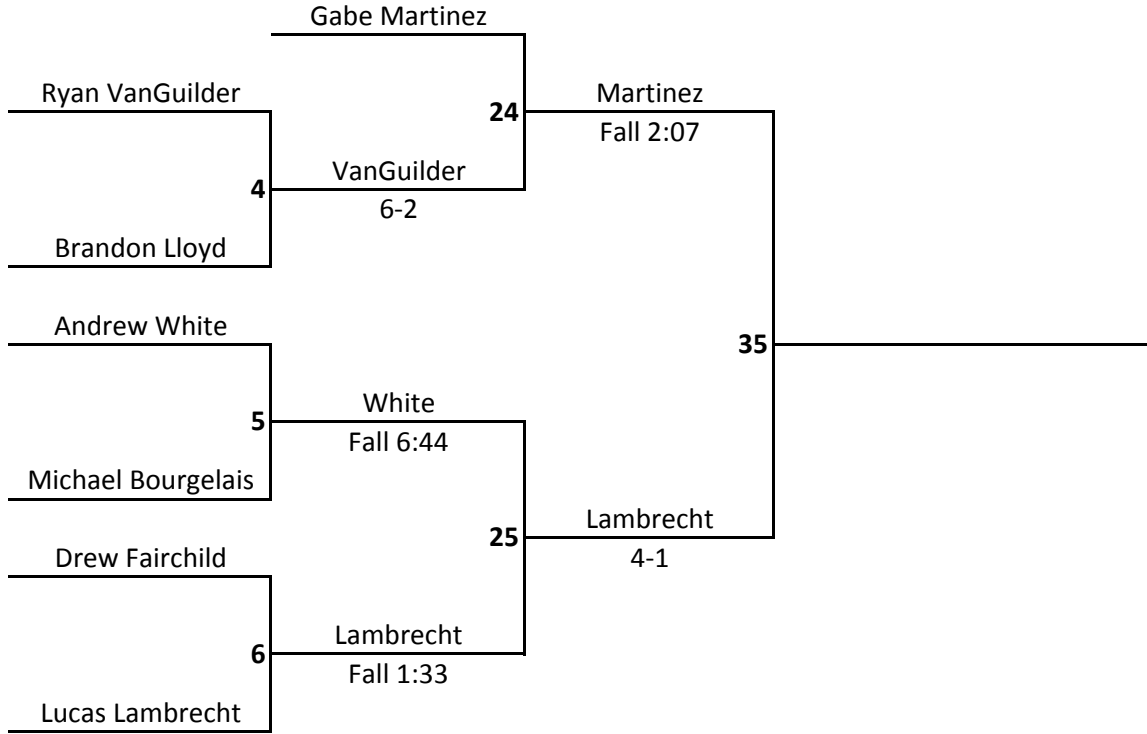 Gabe Martinez
Ryan VanGuilder
Martinez
24
Fall 2:07
VanGuilder
4
6-2
Brandon Lloyd
Andrew White
35
White
5
Fall 6:44
Michael Bourgelais
Lambrecht
25
4-1
Drew Fairchild
Lambrecht
6
Fall 1:33
Lucas Lambrecht